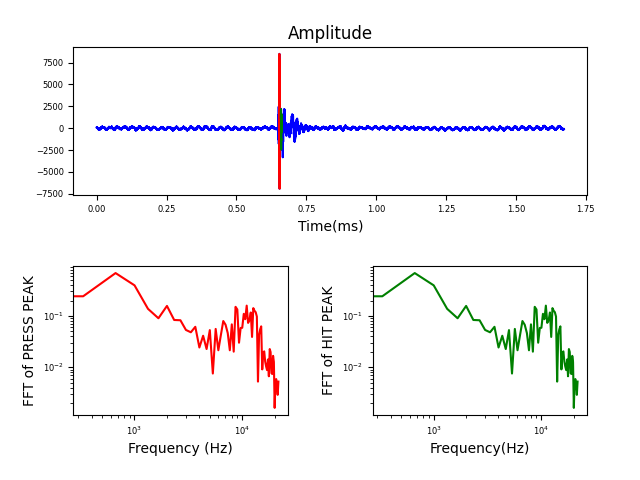 Amplitude
7500
5000
2500
0
−2500
−5000
−7500
0.00 0.25 0.50 0.75 1.00 1.25 1.50 1.75
Time(ms)
FFT of PRESS PEAK
10⁻¹
10⁻²
10³ 10⁴
Frequency (Hz)
FFT of HIT PEAK
10⁻¹
10⁻²
10³ 10⁴
Frequency(Hz)